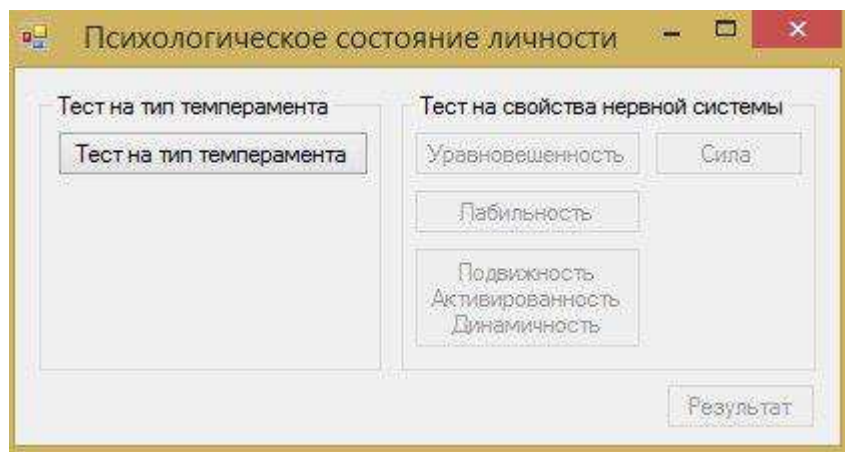 Психологическое состояние личности
Тест на тип темперамента
Тест на тип темперамента
Тест на свойства нервной системы
Уравновешенность
Сила
Лабильность
Подвижность
Активированность
Динамичность
Результат